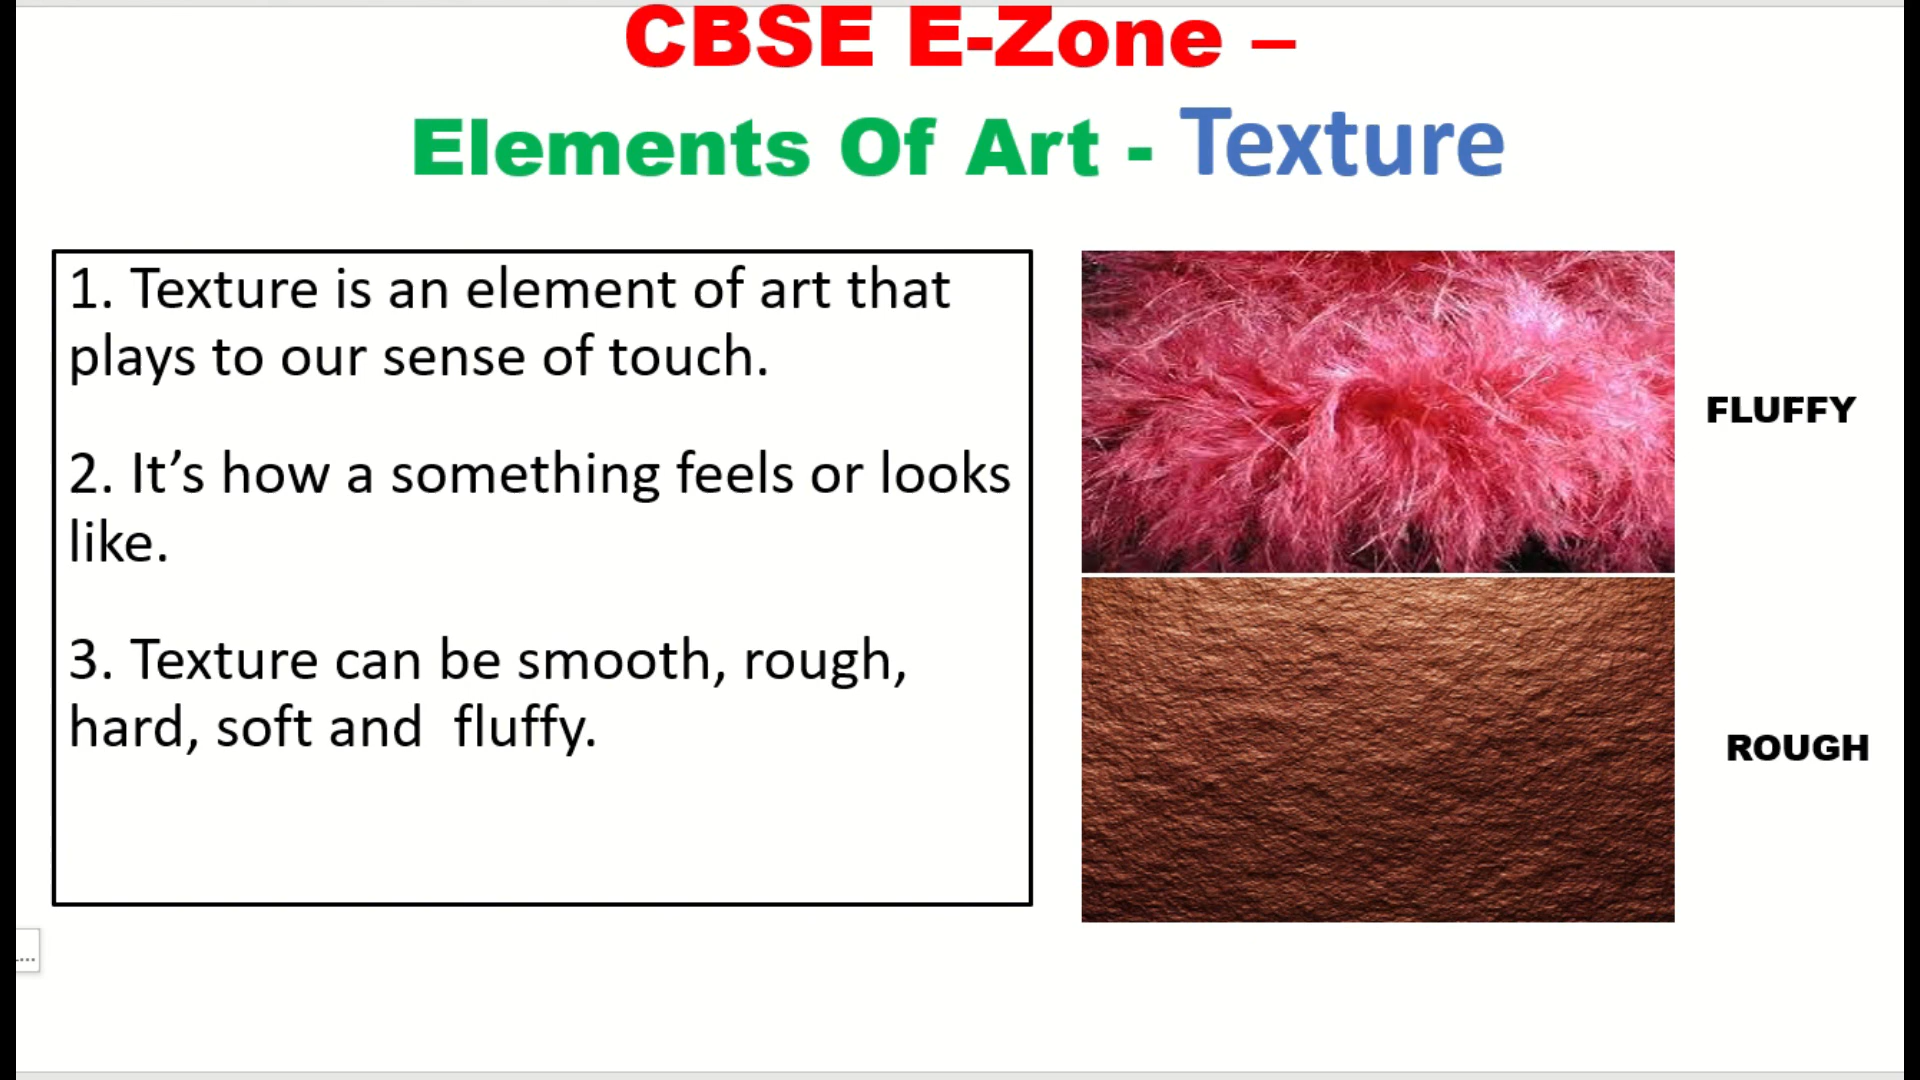 CBSE E-Zone –
Elements Of Art - Texture
1. Texture is an element of art that
plays to our sense of touch.
2. It’s how a something feels or looks
like.
3. Texture can be smooth, rough,
hard, soft and  fluffy.
FLUFFY
ROUGH
...